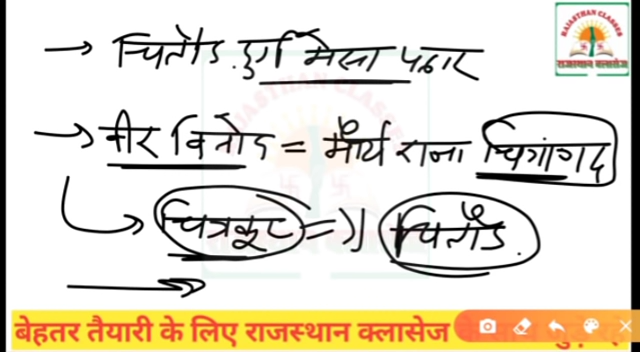 RAJASTHAN CLASSES
राजस्थान क्लासेज
→ चितौड दुर्ग मेसा पठार
→ वीर विनोद = मौर्य राजा चित्रांगद
चित्रकूट => चितौड.
बेहतर तैयारी के लिए राजस्थान क्लासेज